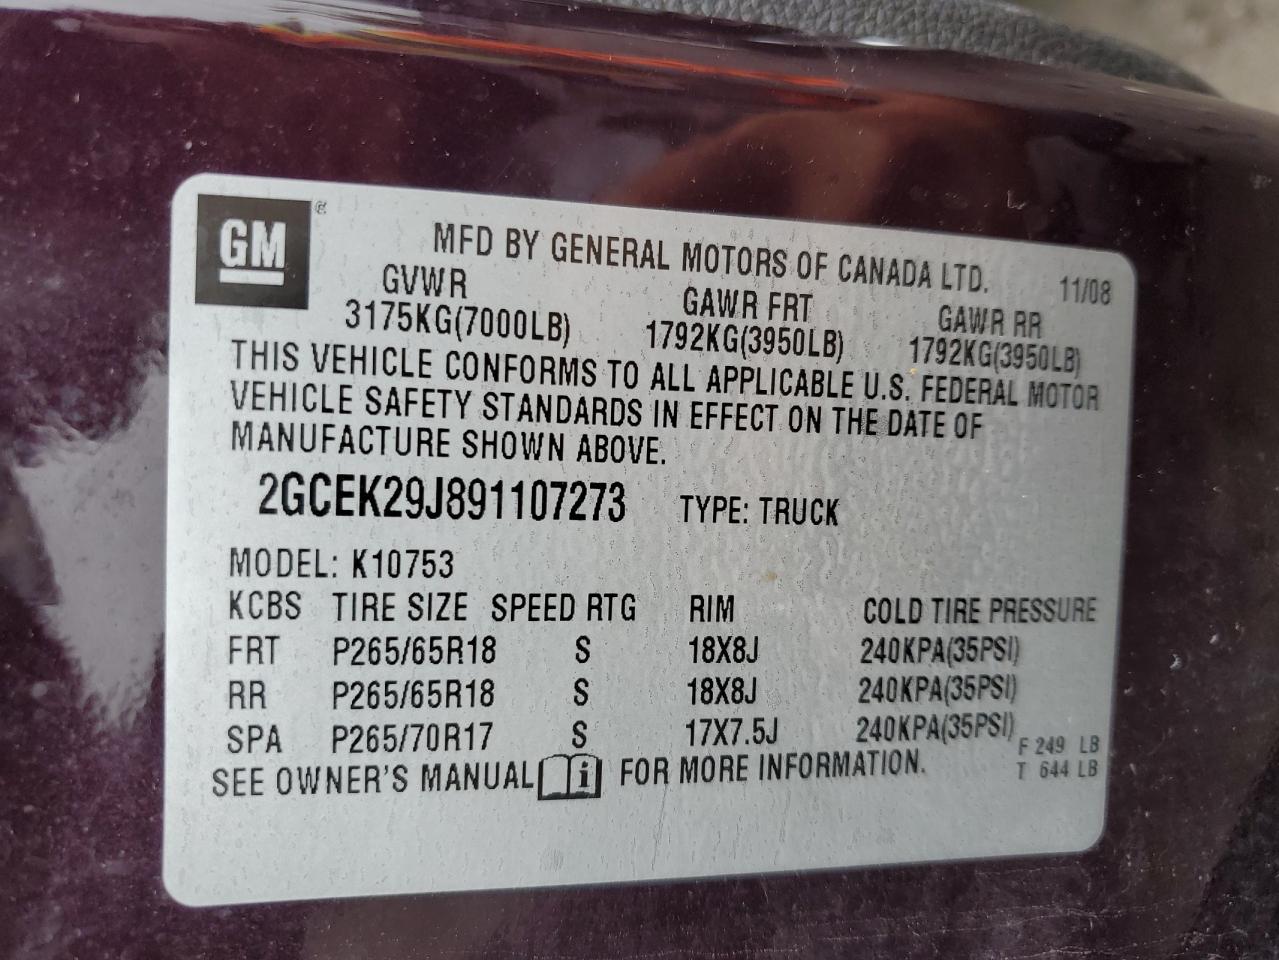 GM
MFD BY GENERAL MOTORS OF CANADA LTD. 11/08
GVWR GAWR FRT GAWR RR
3175KG(7000LB) 1792KG(3950LB) 1792KG(3950LB)
THIS VEHICLE CONFORMS TO ALL APPLICABLE U.S. FEDERAL MOTOR
VEHICLE SAFETY STANDARDS IN EFFECT ON THE DATE OF
MANUFACTURE SHOWN ABOVE.
2GCEK29J891107273 TYPE: TRUCK
MODEL: K10753
KCBS TIRE SIZE SPEED RTG RIM COLD TIRE PRESSURE
FRT P265/65R18 S 18X8J 240KPA(35PSI)
RR P265/65R18 S 18X8J 240KPA(35PSI)
SPA P265/70R17 S 17X7.5J 240KPA(35PSI)
F 249 LB
SEE OWNER'S MANUAL i FOR MORE INFORMATION. T 644 LB